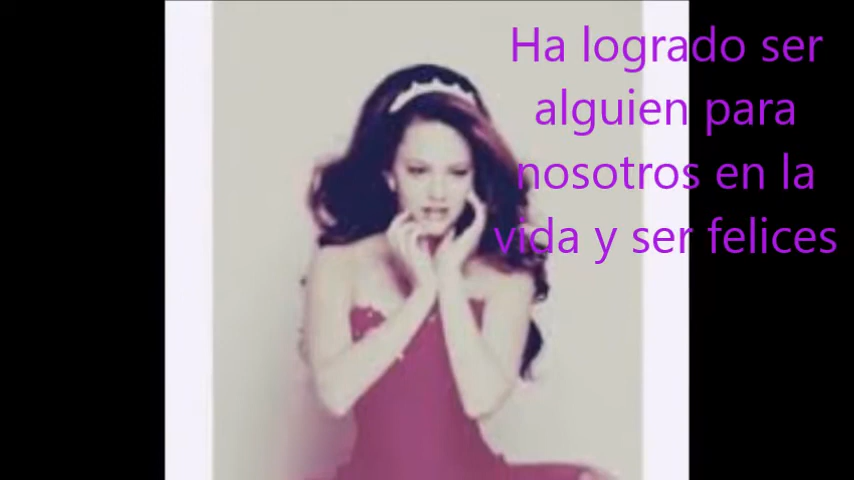 Ha logrado ser
alguien para
nosotros en la
vida y ser felices